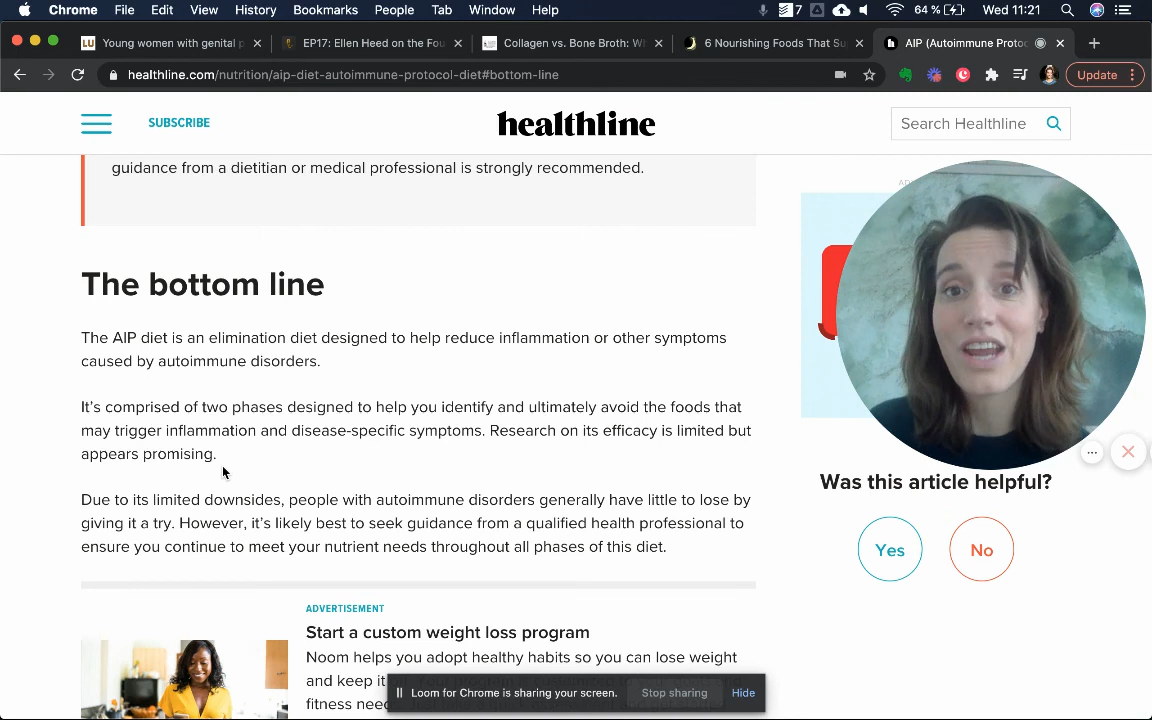 Chrome File Edit View History Bookmarks People Tab Window Help 7 64 % Wed 11:21
LU Young women with genital p EP17: Ellen Heed on the Fou Collagen vs. Bone Broth: Wh 6 Nourishing Foods That Su AIP (Autoimmune Protoc
healthline.com/nutrition/aip-diet-autoimmune-protocol-diet#bottom-line Update
SUBSCRIBE healthline Search Healthline
guidance from a dietitian or medical professional is strongly recommended.
The bottom line
The AIP diet is an elimination diet designed to help reduce inflammation or other symptoms
caused by autoimmune disorders.
It's comprised of two phases designed to help you identify and ultimately avoid the foods that
may trigger inflammation and disease-specific symptoms. Research on its efficacy is limited but
appears promising.
Due to its limited downsides, people with autoimmune disorders generally have little to lose by
giving it a try. However, it's likely best to seek guidance from a qualified health professional to
ensure you continue to meet your nutrient needs throughout all phases of this diet.
Was this article helpful?
Yes No
ADVERTISEMENT
Start a custom weight loss program
Noom helps you adopt healthy habits so you can lose weight
and keep it
fitness
Loom for Chrome is sharing your screen. Stop sharing Hide